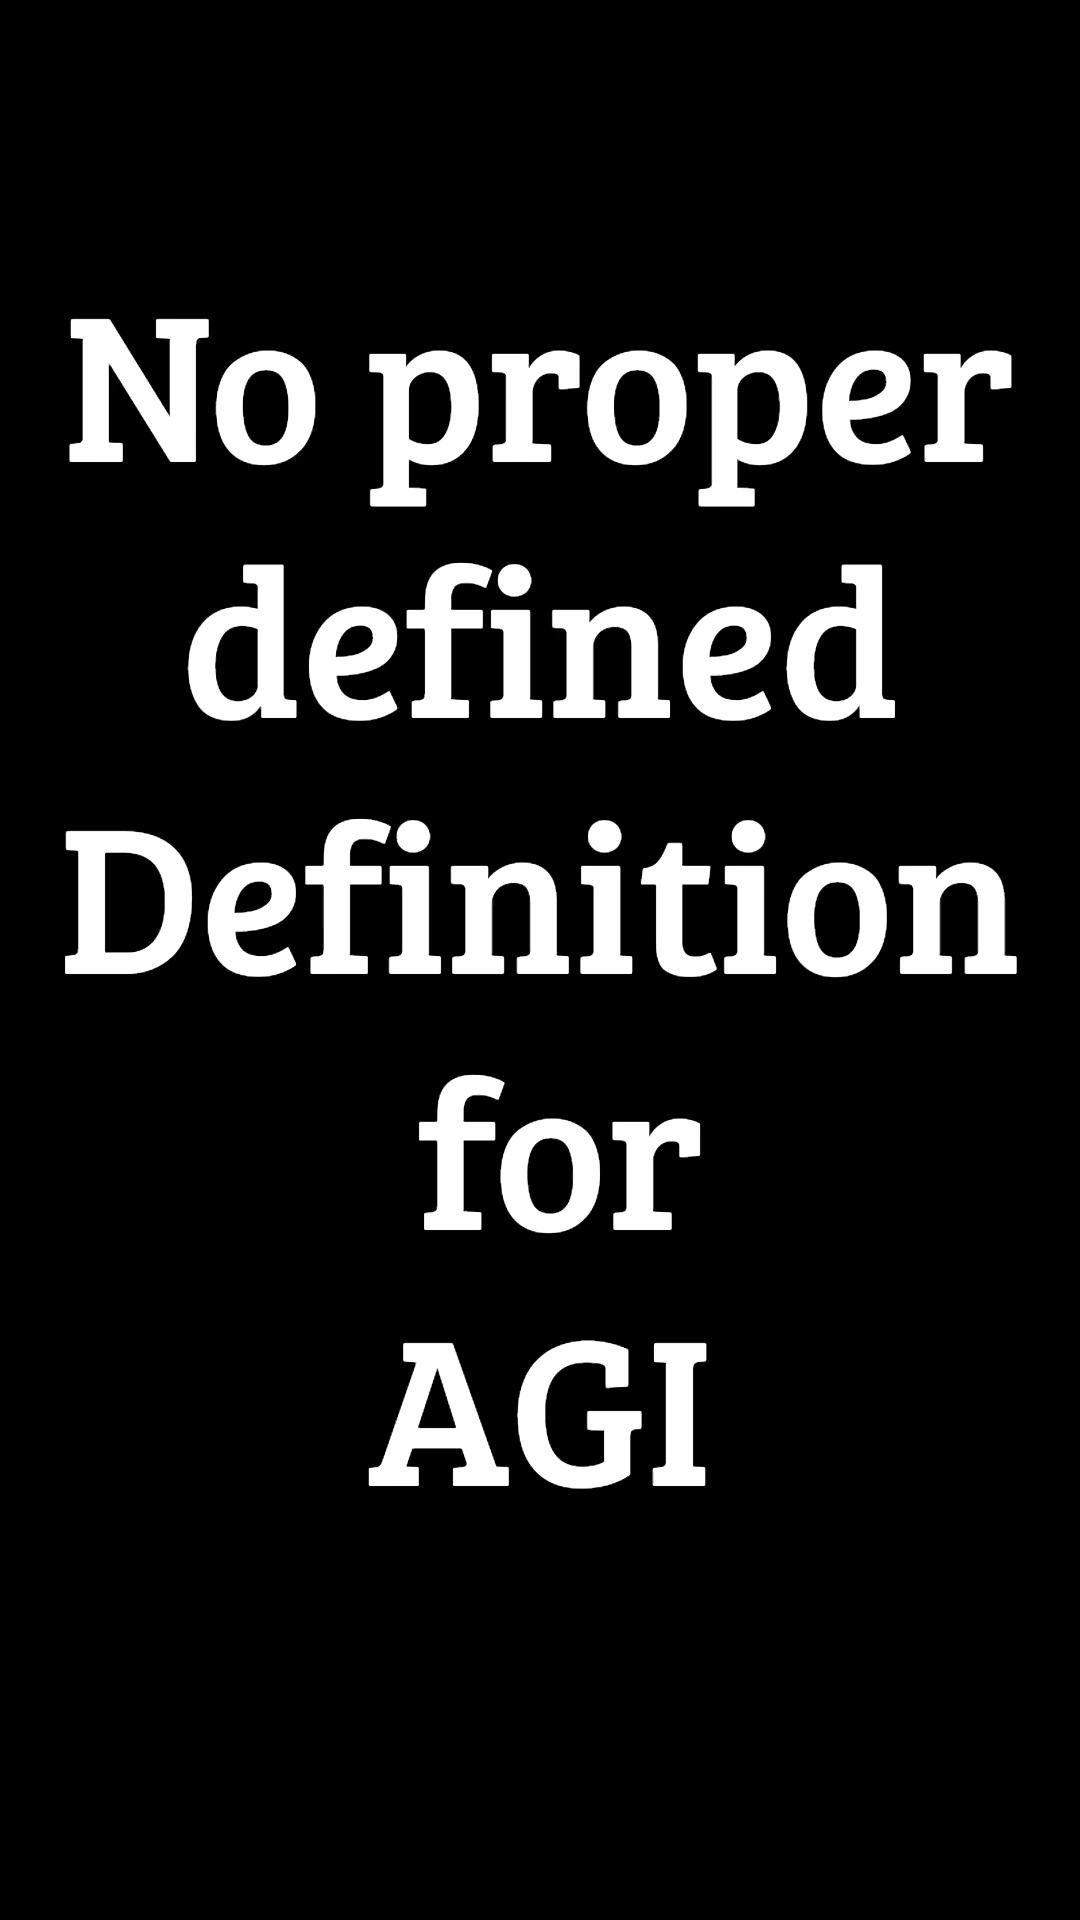 No proper
defined
Definition
for
AGI